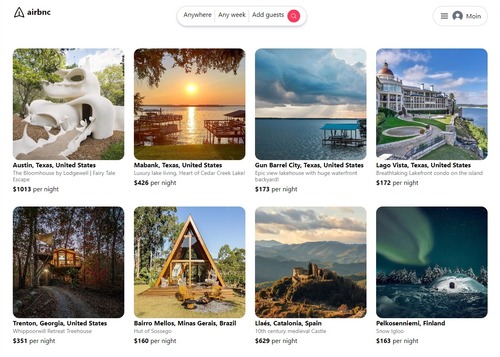 airbnc
Anywhere Any week Add guests
Moin
Austin, Texas, United States
The Bloomhouse by Lodgewell | Fairy Tale
Escape
$1013 per night
Mabank, Texas, United States
Luxury lake living. Heart of Cedar Creek Lake!
$426 per night
Gun Barrel City, Texas, United States
Epic view lakehouse with huge waterfront
backyard!
$173 per night
Lago Vista, Texas, United States
Breathtaking Lakefront condo on the island
$172 per night
Trenton, Georgia, United States
Whippoorwill Retreat Treehouse
$351 per night
Bairro Mellos, Minas Gerais, Brazil
Hut of Sossego
$160 per night
Llaés, Catalonia, Spain
10th century medieval Castle
$629 per night
Pelkosenniemi, Finland
Snow Igloo
$163 per night